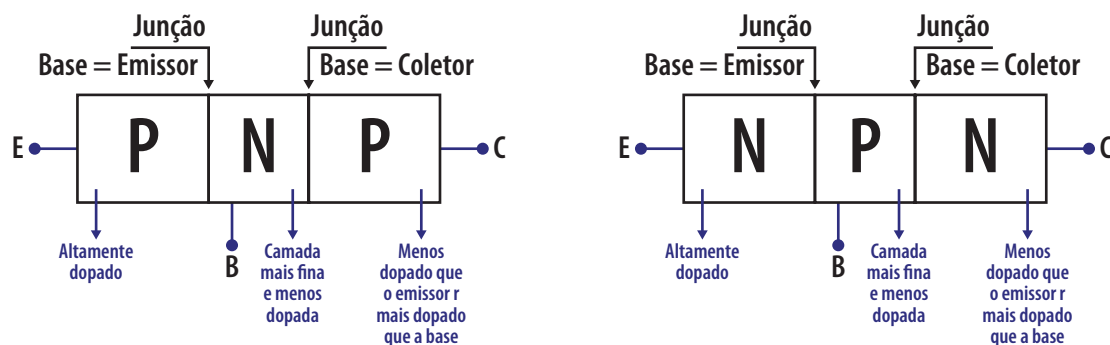 Junção
Junção
Base = Emissor
Base = Coletor
E
P
N
P
C
Altamente
dopado
B
Camada
mais fina
e menos
dopada
Menos
dopado que
o emissor r
mais dopado
que a base
Junção
Junção
Base = Emissor
Base = Coletor
E
N
P
N
C
Altamente
dopado
B
Camada
mais fina
e menos
dopada
Menos
dopado que
o emissor r
mais dopado
que a base